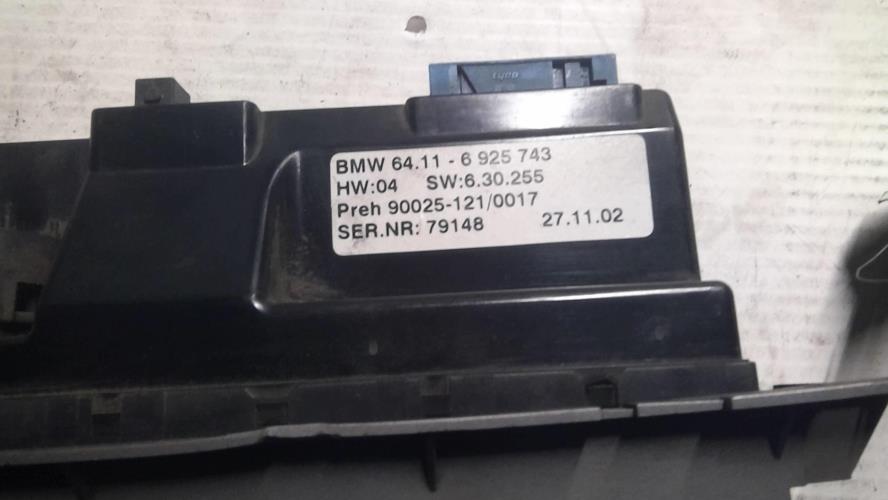 tyco
BMW 64.11 - 6 925 743
HW:04 SW:6.30.255
Preh 90025-121/0017
SER.NR: 79148 27.11.02